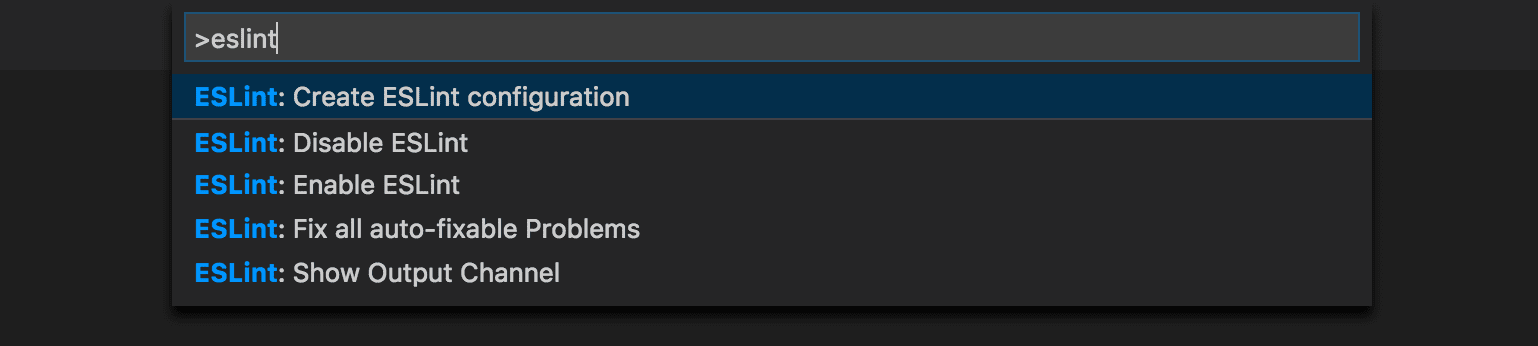 >eslint
ESLint: Create ESLint configuration
ESLint: Disable ESLint
ESLint: Enable ESLint
ESLint: Fix all auto-fixable Problems
ESLint: Show Output Channel